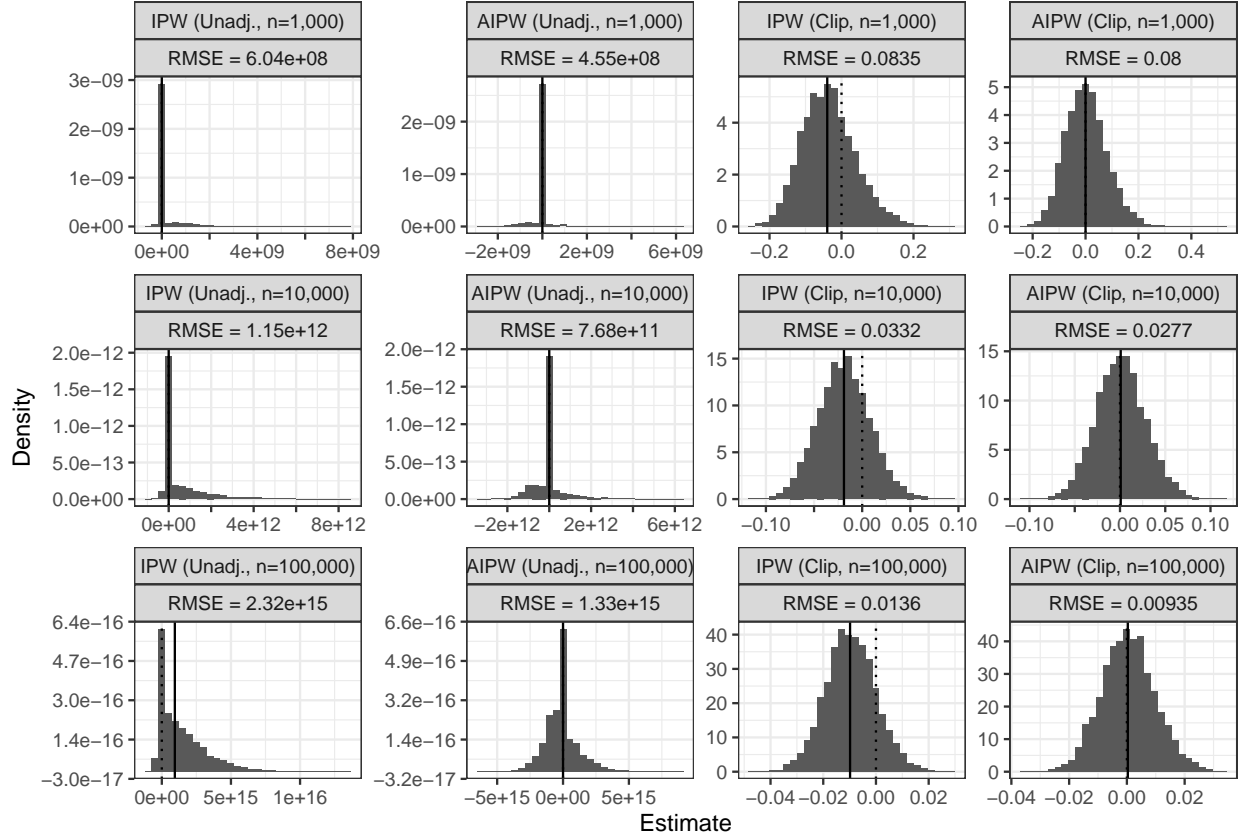 IPW (Unadj., n=1,000)
RMSE = 6.04e+08
3e−09
2e−09
1e−09
0e+00
0e+00 4e+09 8e+09
AIPW (Unadj., n=1,000)
RMSE = 4.55e+08
2e−09
1e−09
0e+00
−2e+09 2e+09 6e+09
IPW (Clip, n=1,000)
RMSE = 0.0835
4
2
0
−0.2 0.0 0.2
AIPW (Clip, n=1,000)
RMSE = 0.08
5
4
3
2
1
0
−0.2 0.0 0.2 0.4
IPW (Unadj., n=10,000)
RMSE = 1.15e+12
2.0e−12
1.5e−12
1.0e−12
5.0e−13
0.0e+00
0e+00 4e+12 8e+12
AIPW (Unadj., n=10,000)
RMSE = 7.68e+11
2.0e−12
1.5e−12
1.0e−12
5.0e−13
0.0e+00
−2e+12 2e+12 6e+12
IPW (Clip, n=10,000)
RMSE = 0.0332
15
10
5
0
−0.10 0.00 0.05 0.10
AIPW (Clip, n=10,000)
RMSE = 0.0277
15
10
5
0
−0.10 0.00 0.05 0.10
IPW (Unadj., n=100,000)
RMSE = 2.32e+15
6.4e−16
4.7e−16
3.0e−16
1.4e−16
−3.0e−17
0e+00 5e+15 1e+16
AIPW (Unadj., n=100,000)
RMSE = 1.33e+15
6.6e−16
4.9e−16
3.2e−16
1.4e−16
−3.2e−17
−5e+15 0e+00 5e+15
IPW (Clip, n=100,000)
RMSE = 0.0136
40
30
20
10
0
−0.04 −0.02 0.00 0.02
AIPW (Clip, n=100,000)
RMSE = 0.00935
40
30
20
10
0
−0.04 −0.02 0.00 0.02
Density
Estimate